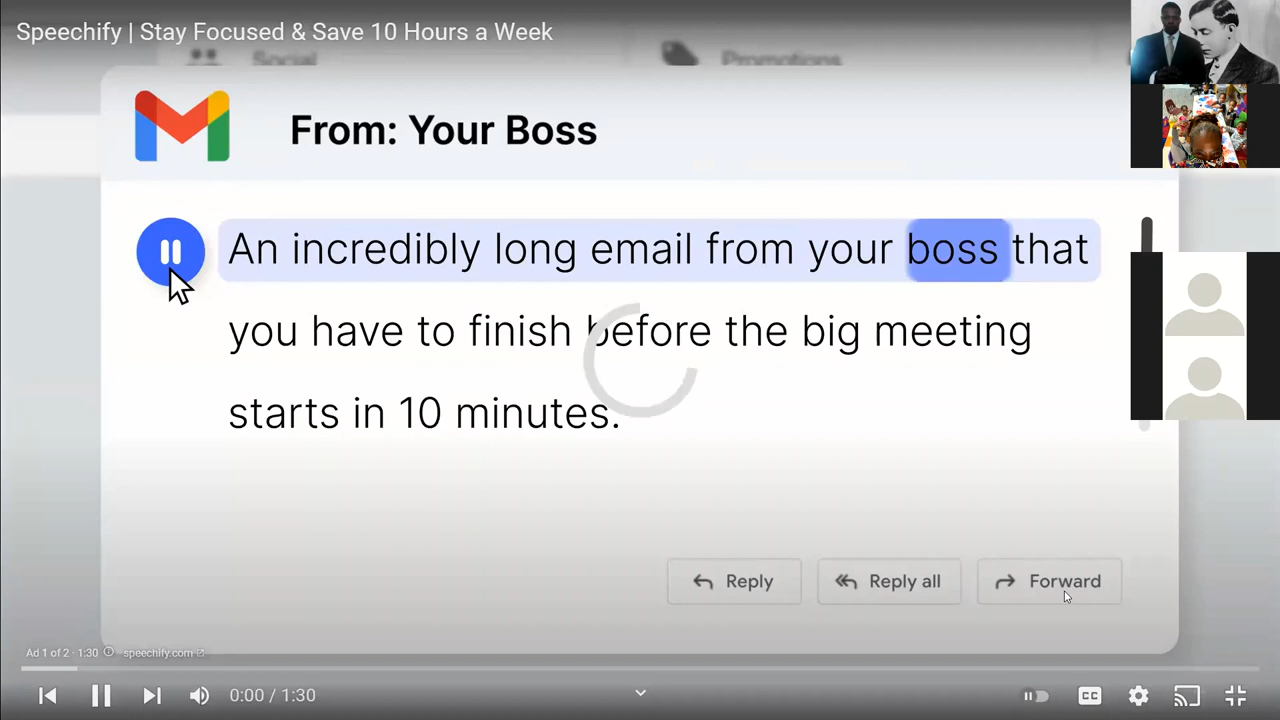 Speechify | Stay Focused & Save 10 Hours a Week
Social
Promotions
From: Your Boss
An incredibly long email from your boss that
you have to finish before the big meeting
starts in 10 minutes.
Reply
Reply all
Forward
Ad 1 of 2 · 1:30
speechify.com
0:00 / 1:30
CC